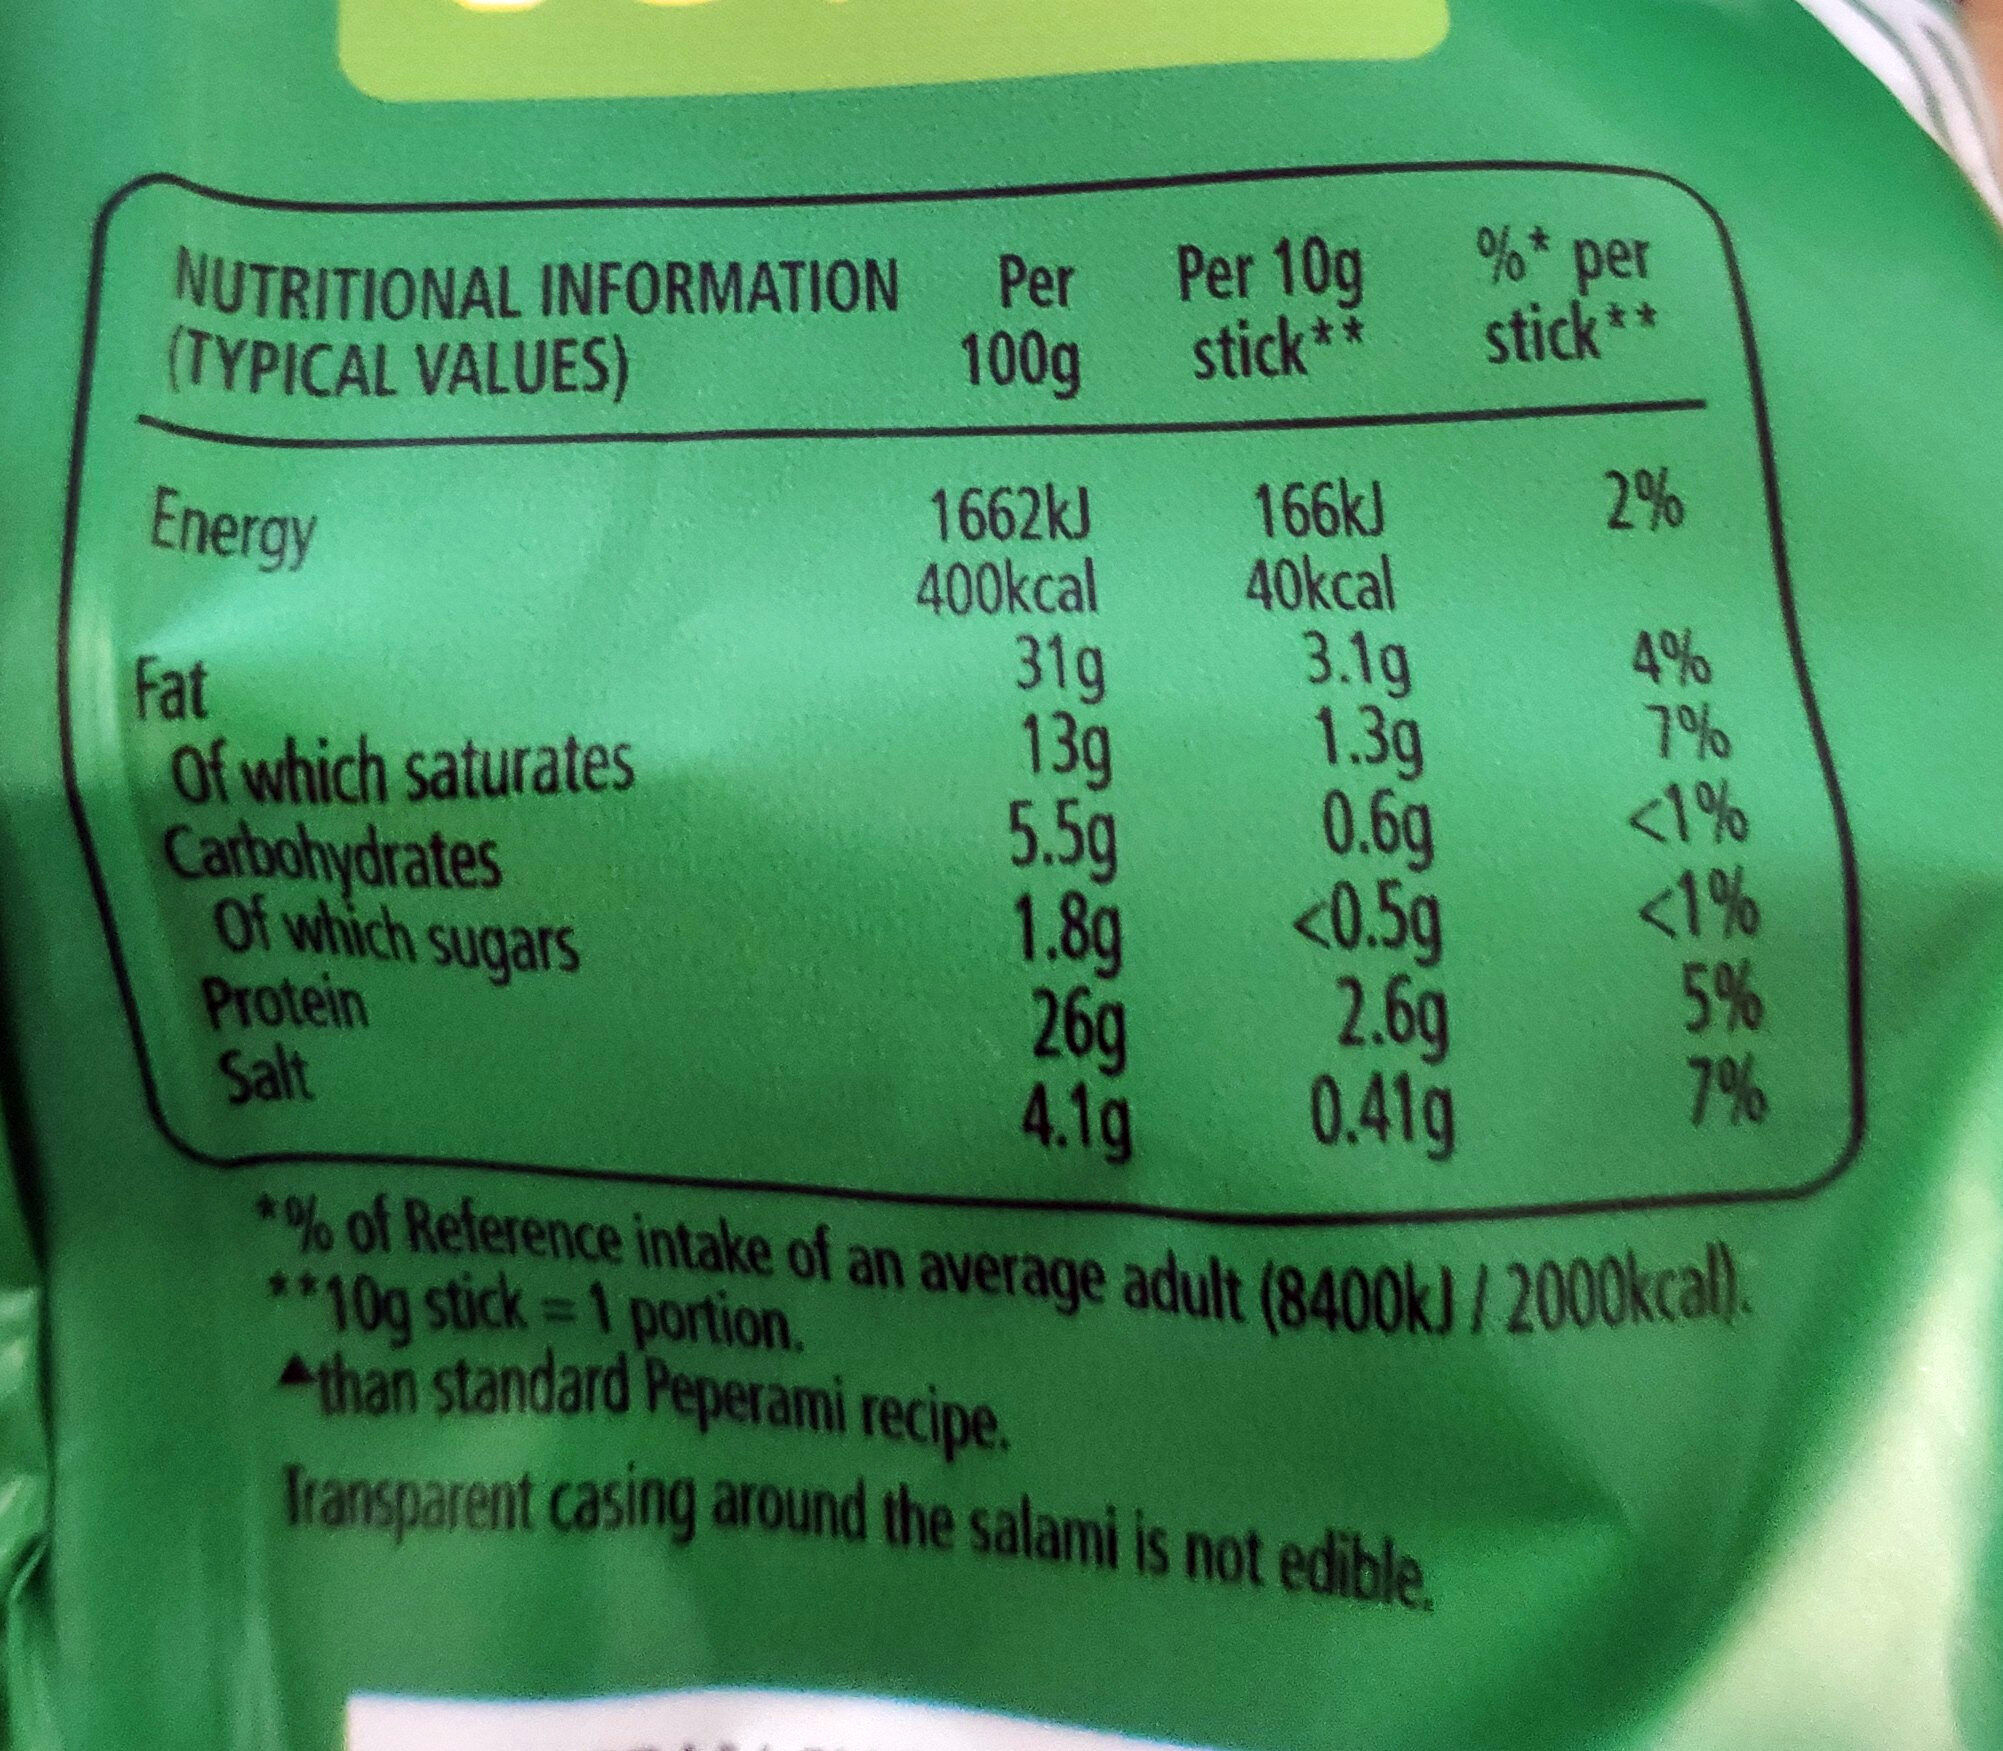 NUTRITIONAL INFORMATION Per Per 10g %* per
(TYPICAL VALUES) 100g stick** stick**
Energy 1662kJ 166kJ 2%
400kcal 40kcal
Fat 31g 3.1g 4%
Of which saturates 13g 1.3g 7%
Carbohydrates 5.5g 0.6g <1%
Of which sugars 1.8g <0.5g <1%
Protein 26g 2.6g 5%
Salt 4.1g 0.41g 7%
*% of Reference intake of an average adult (8400kJ / 2000kcal).
**10g stick = 1 portion.
▲than standard Peperami recipe.
Transparent casing around the salami is not edible.